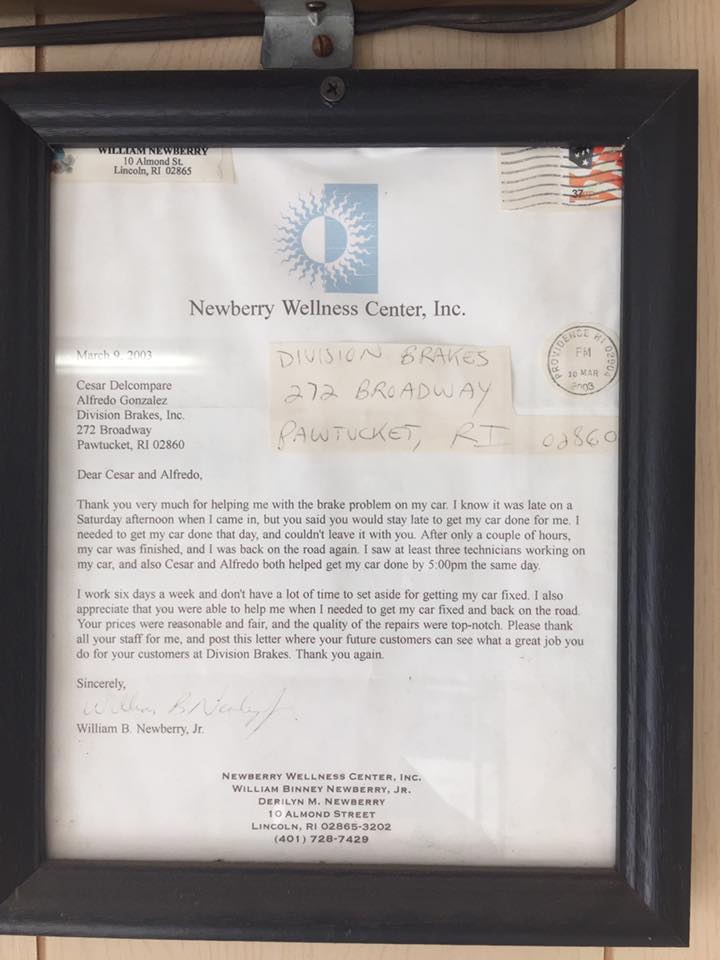 WILLIAM NEWBERRY
10 Almond St.
Lincoln, RI 02865
37
Newberry Wellness Center, Inc.
March 9, 2003
DIVISION BRAKES
272 BROADWAY
PAWTUCKET, RI 02860
PROVIDENCE RI 02904
PM
10 MAR
2003
Cesar Delcompare
Alfredo Gonzalez
Division Brakes, Inc.
272 Broadway
Pawtucket, RI 02860
Dear Cesar and Alfredo,
Thank you very much for helping me with the brake problem on my car. I know it was late on a
Saturday afternoon when I came in, but you said you would stay late to get my car done for me. I
needed to get my car done that day, and couldn't leave it with you. After only a couple of hours,
my car was finished, and I was back on the road again. I saw at least three technicians working on
my car, and also Cesar and Alfredo both helped get my car done by 5:00pm the same day.
I work six days a week and don't have a lot of time to set aside for getting my car fixed. I also
appreciate that you were able to help me when I needed to get my car fixed and back on the road.
Your prices were reasonable and fair, and the quality of the repairs were top-notch. Please thank
all your staff for me, and post this letter where your future customers can see what a great job you
do for your customers at Division Brakes. Thank you again.
Sincerely,
William B Newberry Jr.
William B. Newberry, Jr.
NEWBERRY WELLNESS CENTER, INC.
WILLIAM BINNEY NEWBERRY, JR.
DERILYN M. NEWBERRY
10 ALMOND STREET
LINCOLN, RI 02865-3202
(401) 728-7429